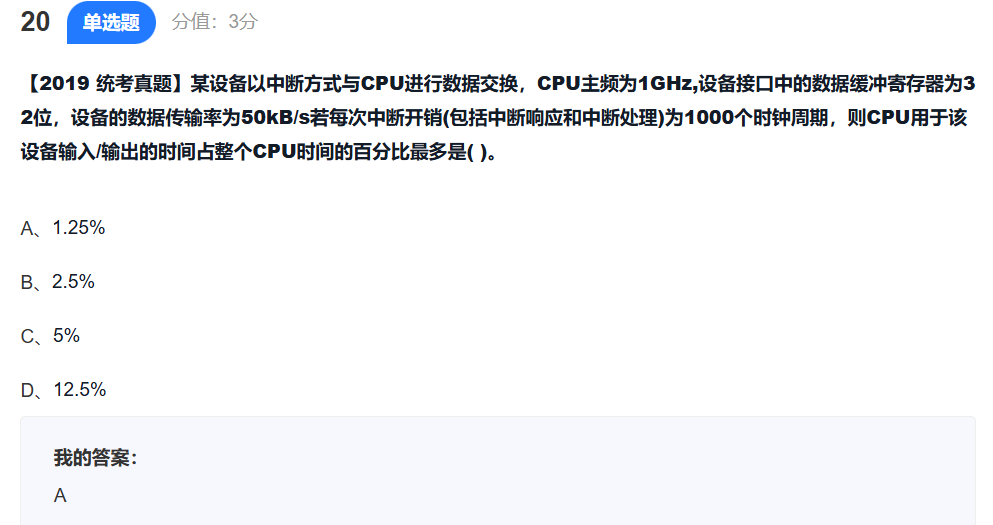 20 单选题 分值：3分
【2019 统考真题】某设备以中断方式与CPU进行数据交换，CPU主频为1GHz,设备接口中的数据缓冲寄存器为3
2位，设备的数据传输率为50kB/s若每次中断开销(包括中断响应和中断处理)为1000个时钟周期，则CPU用于该
设备输入/输出的时间占整个CPU时间的百分比最多是( )。
A、1.25%
B、2.5%
C、5%
D、12.5%
我的答案：
A